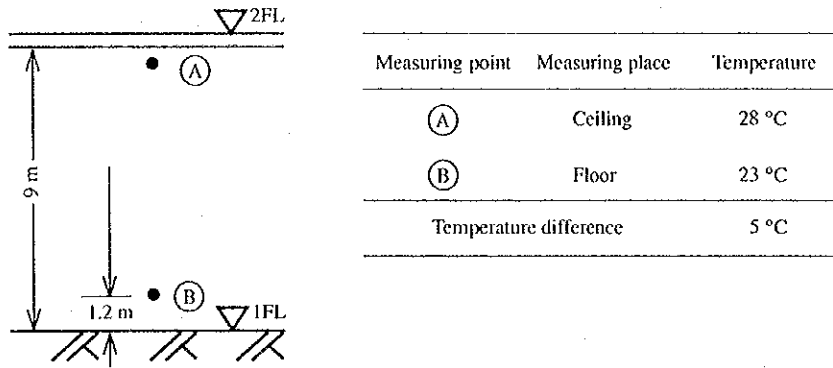 2FL
A
9 m
B
1.2 m
1FL
Measuring point Measuring place Temperature
A Ceiling 28 °C
B Floor 23 °C
Temperature difference 5 °C